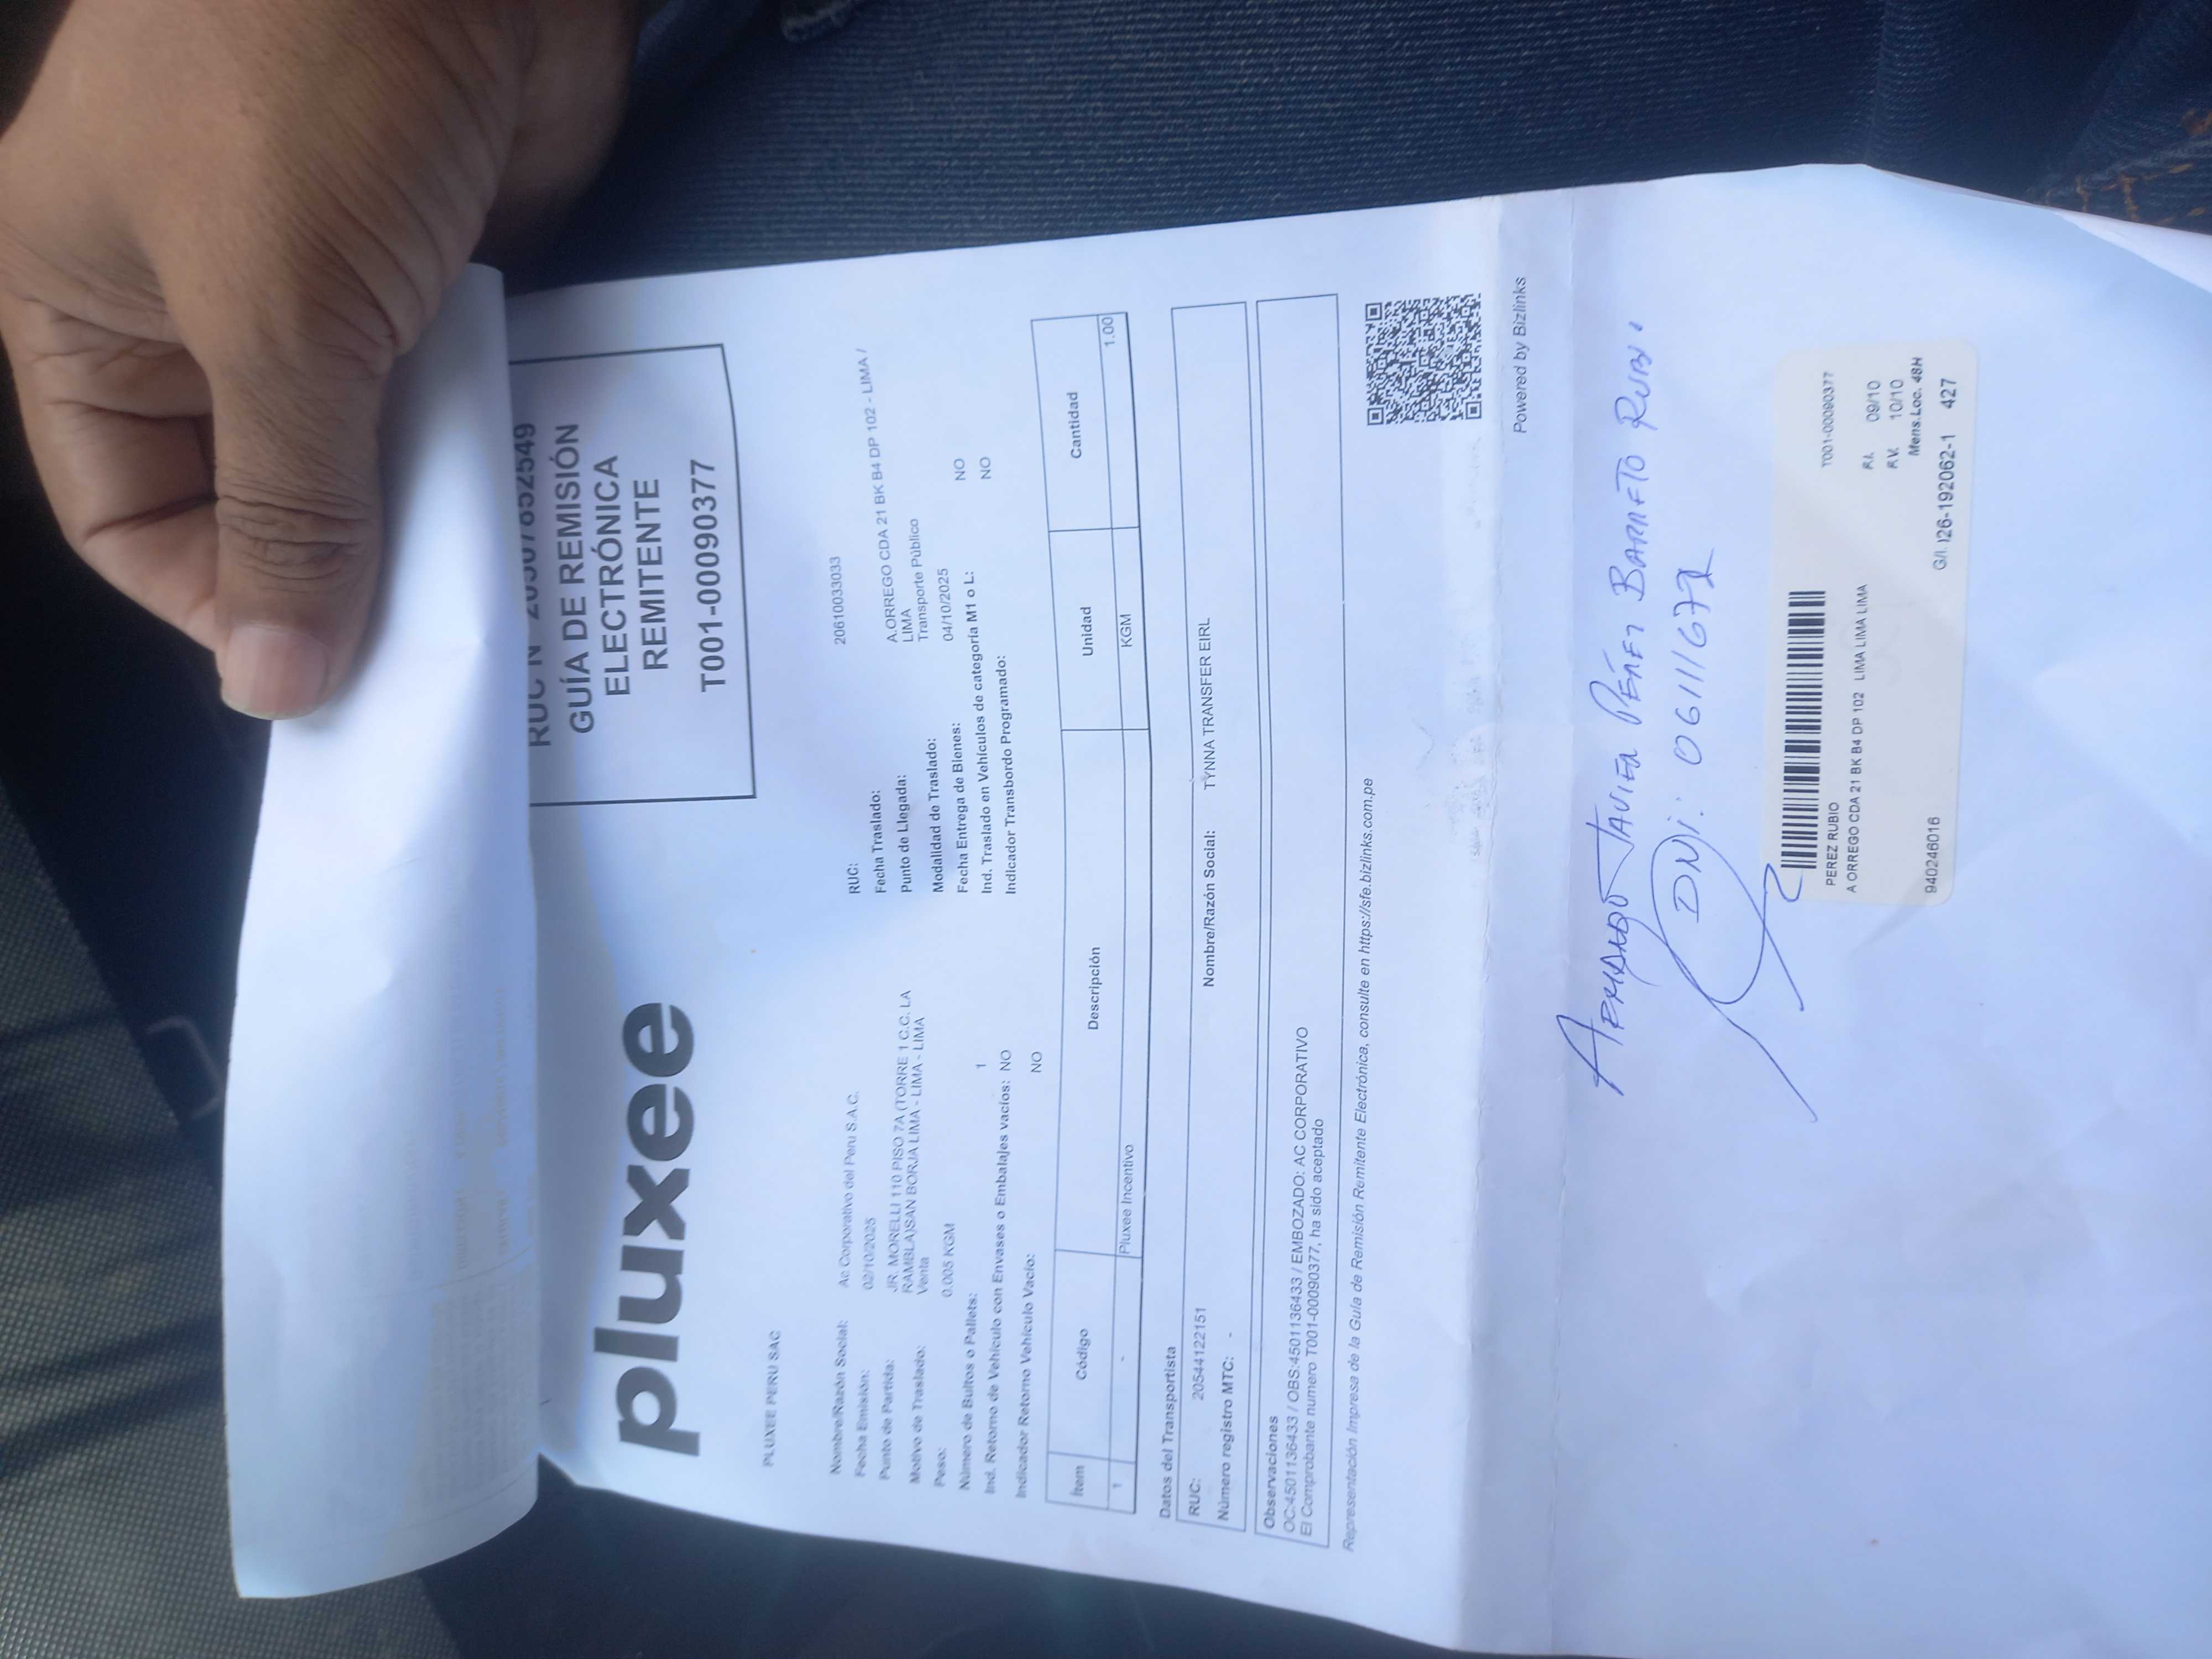 pluxee
GUÍA DE REMISIÓN
ELECTRÓNICA
REMITENTE
T001-00090377
PLUXEE PERU SAC
Nombre/Razón Social: Ac Corporativo del Peru S.A.C.
RUC: 20610033033
Fecha Emisión: 02/10/2025
Fecha Traslado:
Punto de Partida: JR. MORELLI 110 PISO 7A (TORRE 1 C.C. LA
RAMBLA)SAN BORJA LIMA - LIMA - LIMA
Punto de Llegada: A.ORREGO CDA 21 BK B4 DP 102 - LIMA /
LIMA
Motivo de Traslado: Venta
Modalidad de Traslado: Transporte Público
Peso: 0.005 KGM
Fecha Entrega de Bienes: 04/10/2025
Número de Bultos o Pallets: 1
Ind. Traslado en Vehículos de categoría M1 o L: NO
Ind. Retorno de Vehículo con Envases o Embalajes vacíos: NO
Indicador Transbordo Programado: NO
Indicador Retorno Vehículo Vacío: NO
Ítem Código Descripción Unidad Cantidad
1 - Pluxee Incentivo KGM 1.00
Datos del Transportista
RUC: 20544122151 Nombre/Razón Social: TYNNA TRANSFER EIRL
Número registro MTC: -
Observaciones
OC:4501136433 / OBS:4501136433 / EMBOZADO: AC CORPORATIVO
El Comprobante numero T001-00090377, ha sido aceptado
Representación Impresa de la Guía de Remisión Remitente Electrónica, consulte en https://sfe.bizlinks.com.pe
Powered by Bizlinks
ARMANDO JAVIER PÉREZ BARRETO RUBIO
DNi: 06111672
T001-00090377
PEREZ RUBIO
A ORREGO CDA 21 BK B4 DP 102 LIMA LIMA LIMA
R.I. 09/10
R.V. 10/10
Mens.Loc. 48H
940246016
G/I. 126-192062-1 427